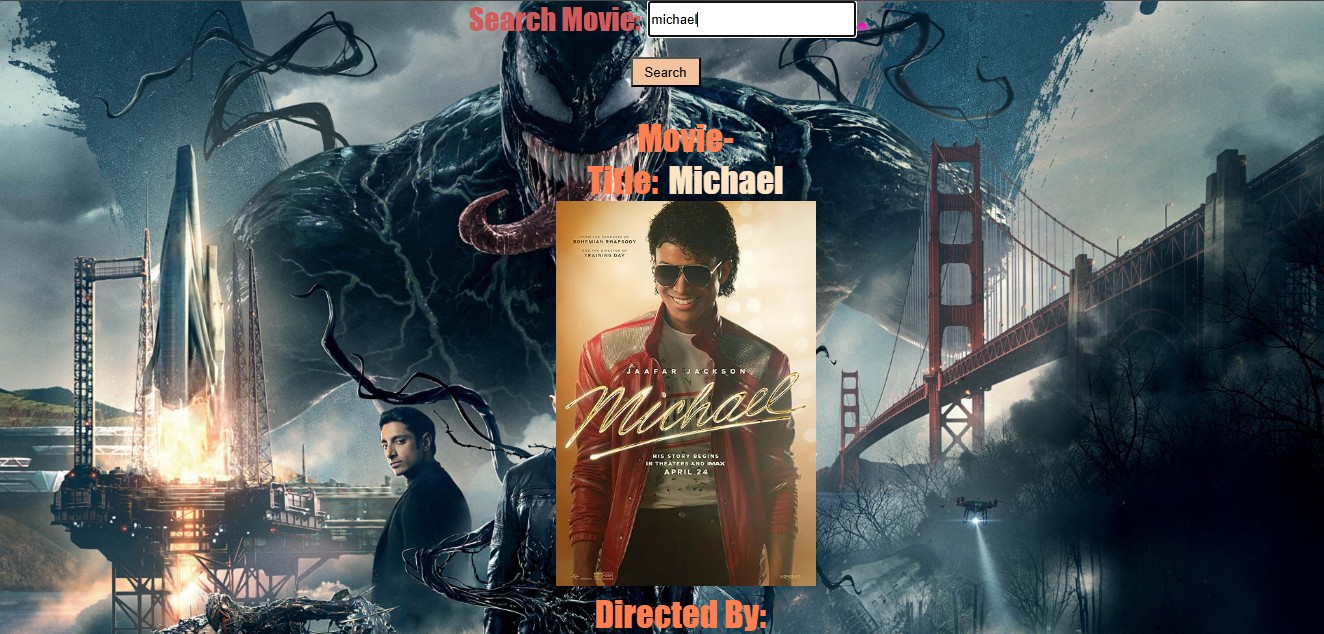 Search Movie: michael
Search
Movie-
Title: Michael
FROM THE PRODUCER OF
BOHEMIAN RHAPSODY
AND THE DIRECTOR OF
TRAINING DAY
JAAFAR JACKSON
Michael
HIS STORY BEGINS
IN THEATERS AND IMAX
APRIL 24
Directed By: